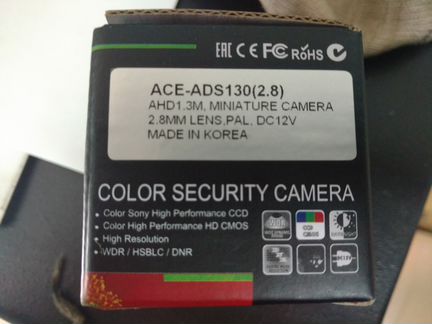 EAC CE FC RoHS
ACE-ADS130(2.8)
AHD1.3M, MINIATURE CAMERA
2.8MM LENS,PAL, DC12V
MADE IN KOREA
COLOR SECURITY CAMERA
Color Sony High Performance CCD
Color High Performance HD CMOS
High Resolution
WDR / HSBLC / DNR